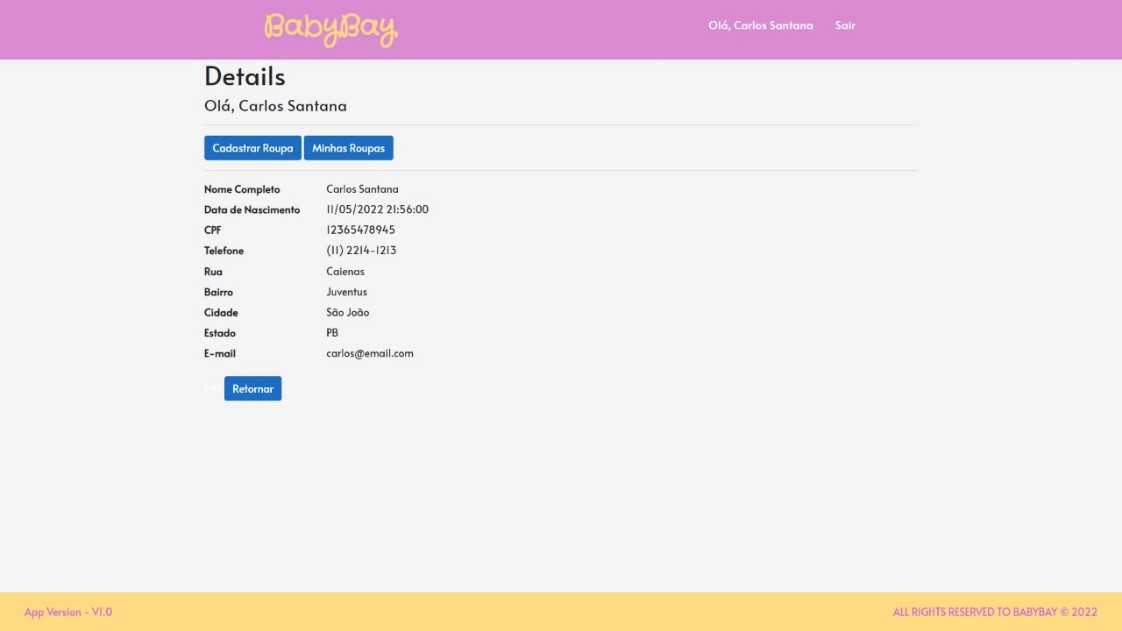 BabyBay
Olá, Carlos Santana Sair
Details
Olá, Carlos Santana
Cadastrar Roupa Minhas Roupas
Nome Completo Carlos Santana
Data de Nascimento 11/05/2022 21:56:00
CPF 12365478945
Telefone (11) 2214-1213
Rua Caienas
Bairro Juventus
Cidade São João
Estado PB
E-mail carlos@email.com
Edit Retornar
App Version - V1.0 ALL RIGHTS RESERVED TO BABYBAY © 2022